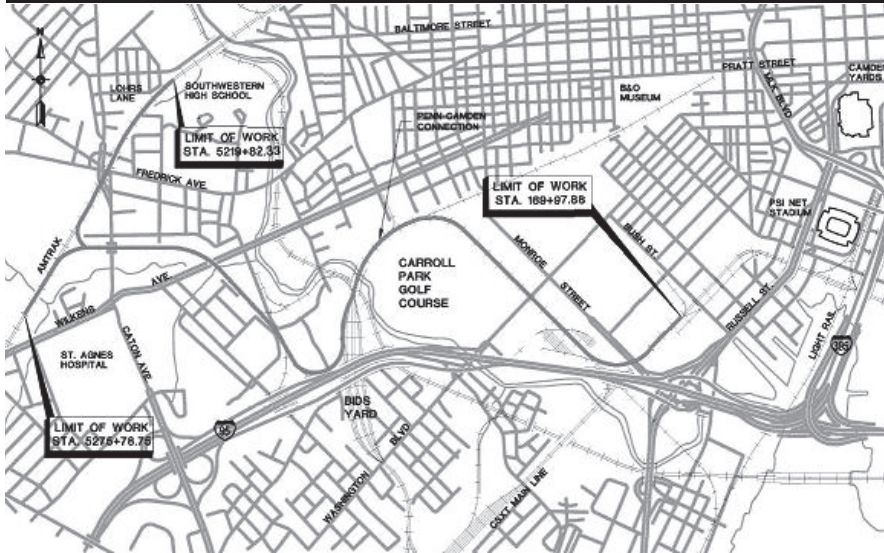 N
BALTIMORE STREET
PRATT STREET
MLK BLVD
CAMDEN
YARDS
LOHRS
LANE
SOUTHWESTERN
HIGH SCHOOL
B&O
MUSEUM
PENN-CAMDEN
CONNECTION
LIMIT OF WORK
STA. 5219+82.33
FREDRICK AVE
LIMIT OF WORK
STA. 169+97.88
PSI NET
STADIUM
BUSH ST.
MONROE
STREET
AMTRAK
CARROLL
PARK
GOLF
COURSE
WILKENS
AVE.
RUSSELL ST.
LIGHT RAIL
395
CATON AVE
ST. AGNES
HOSPITAL
BIDS
YARD
LIMIT OF WORK
STA. 5275+76.75
95
WASHINGTON
BLVD
CSXT MAIN LINE